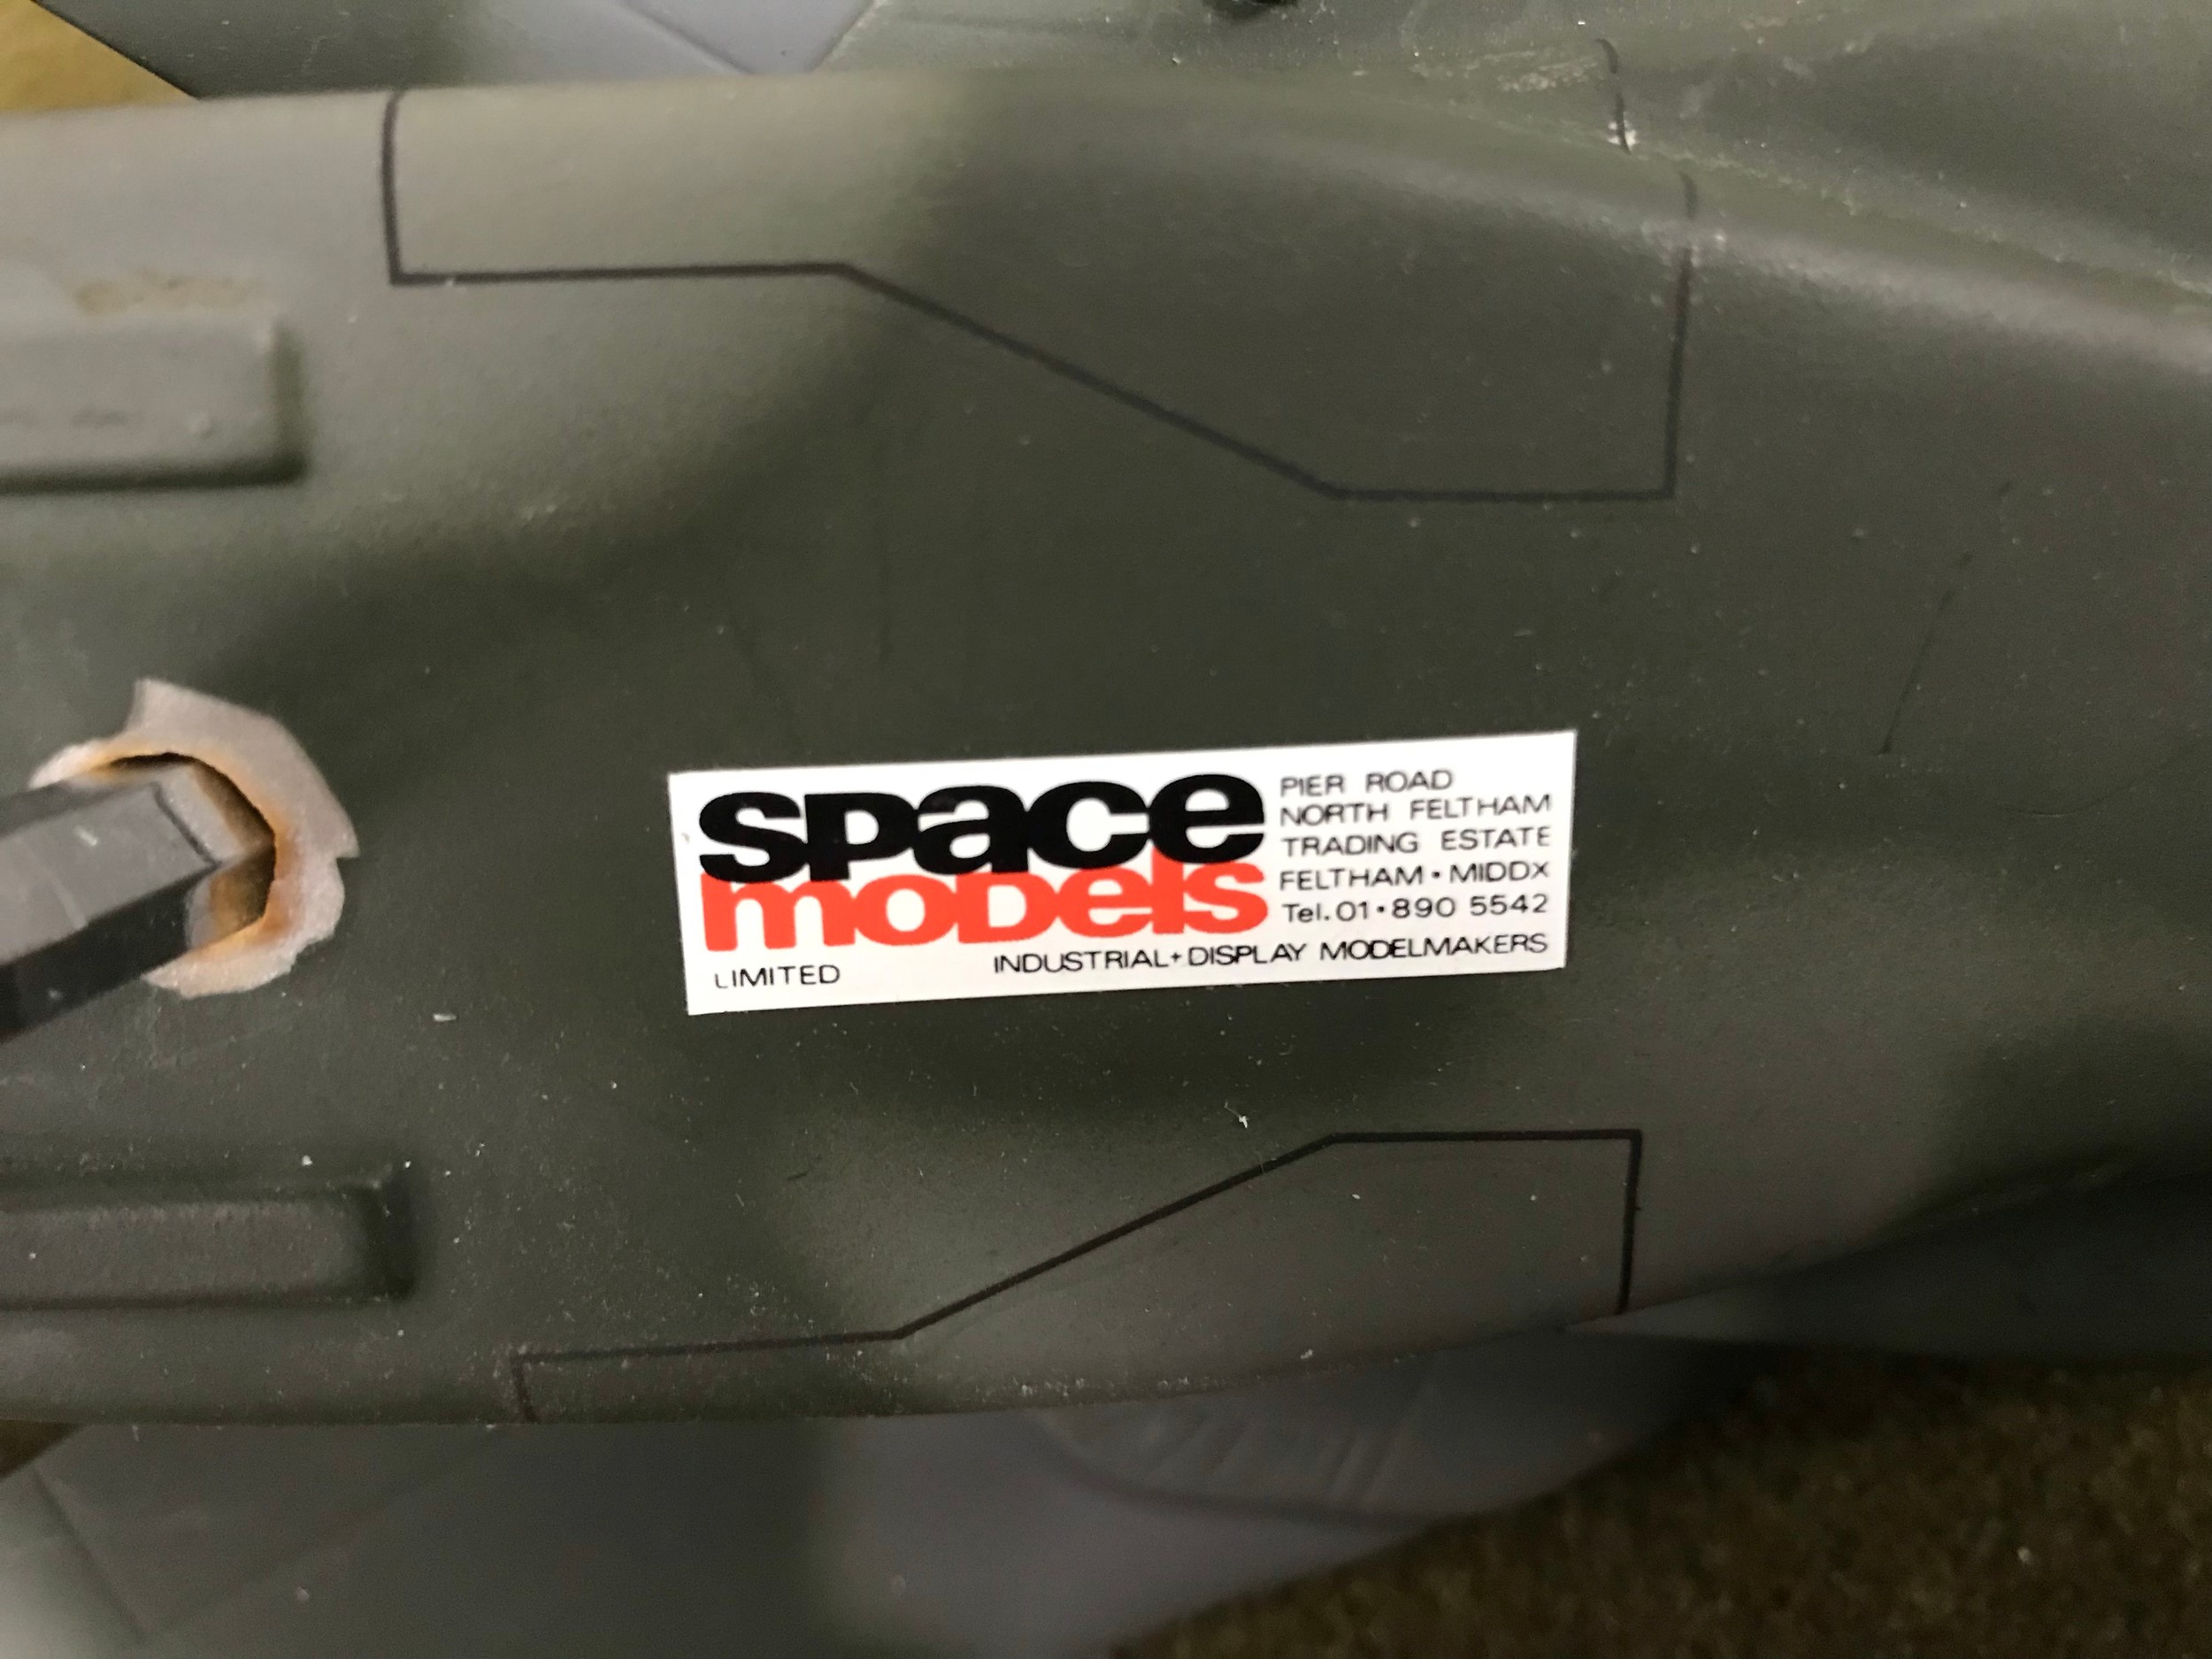 space
models
LIMITED
PIER ROAD
NORTH FELTHAM
TRADING ESTATE
FELTHAM • MIDDX
Tel. 01 • 890 5542
INDUSTRIAL + DISPLAY MODELMAKERS